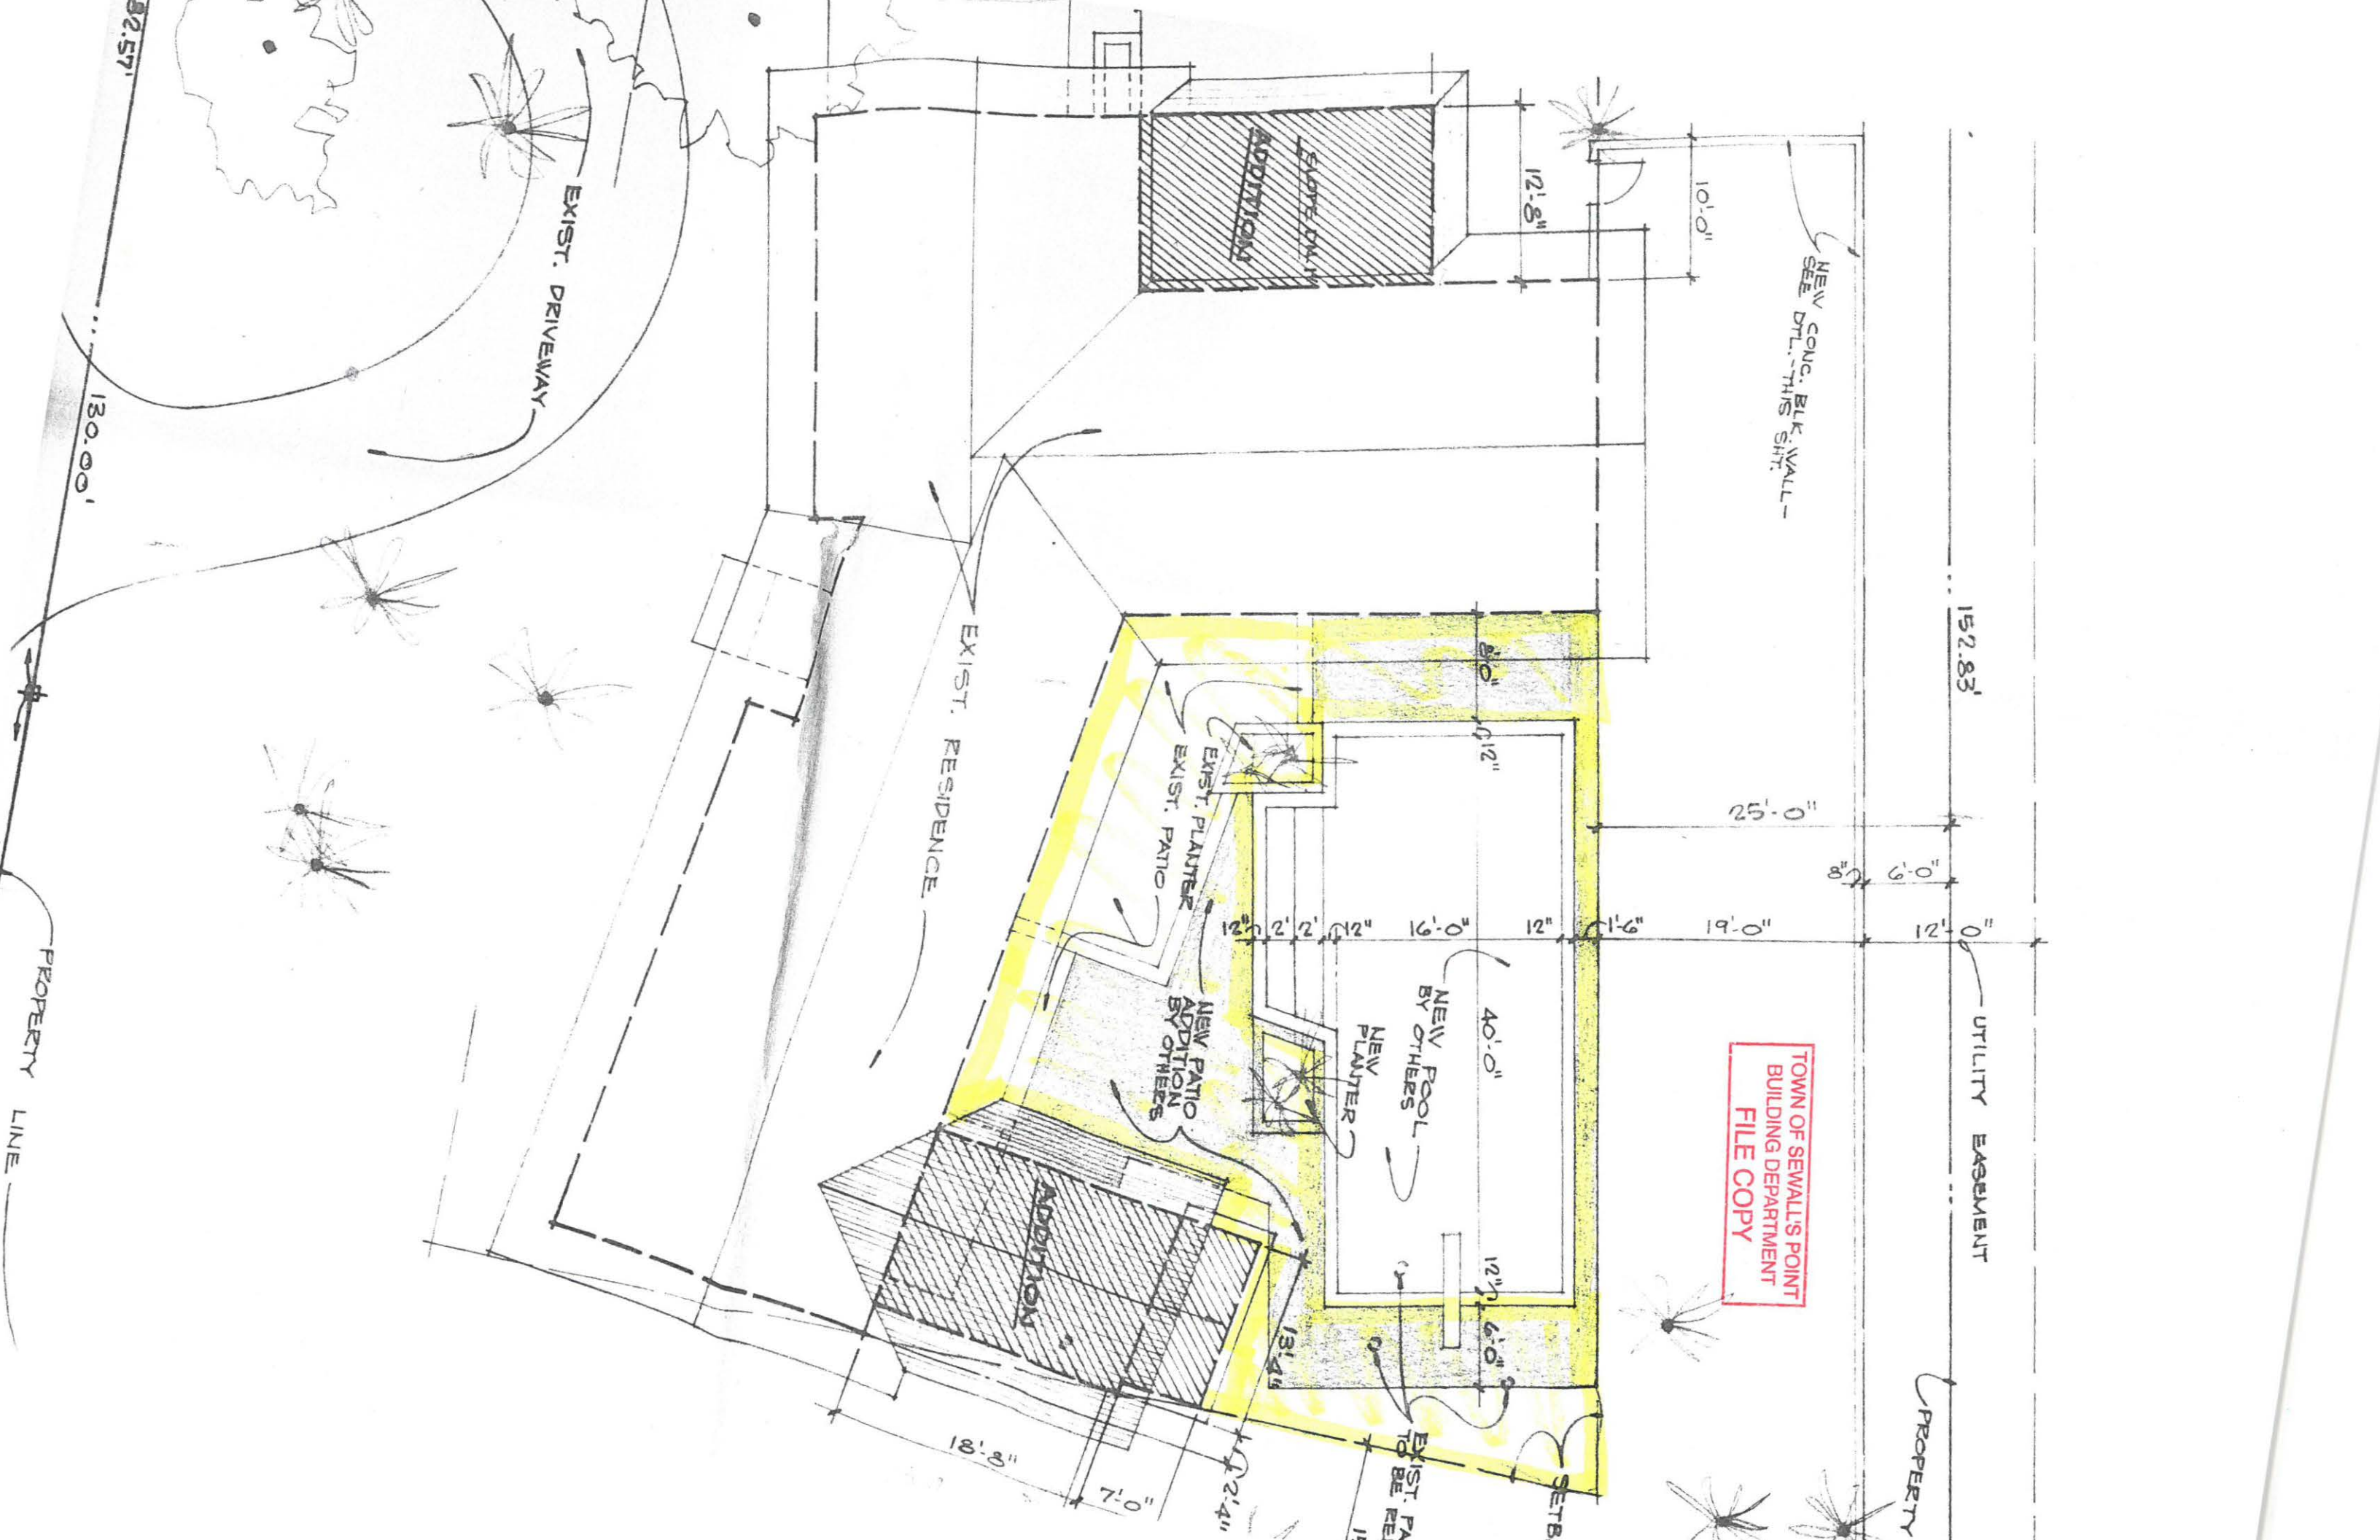 82.57'
130.00'
EXIST. DRIVEWAY
ADDITION
12'-8"
10'-0"
NEW CONC. BLK. WALL-
SEE DTL.-THIS SHT.
152.83'
EXIST. RESIDENCE
EXIST. PLANTER
EXIST. PATIO
8'0"
12"
25'-0"
8"
6'-0"
12"
2'
2'
12"
16'-0"
12"
1'-6"
19'-0"
12'-0"
UTILITY EASEMENT
NEW POOL
BY OTHERS
40'-0"
NEW
PLANTER
NEW PATIO
ADDITION
BY OTHERS
TOWN OF SEWALL'S POINT
BUILDING DEPARTMENT
FILE COPY
PROPERTY LINE
ADDITION
12"
6'-0"
13'-4"
18'-8"
7'-0"
2'-4"
EXIST. PA
TO BE RE
SETB
PROPERTY